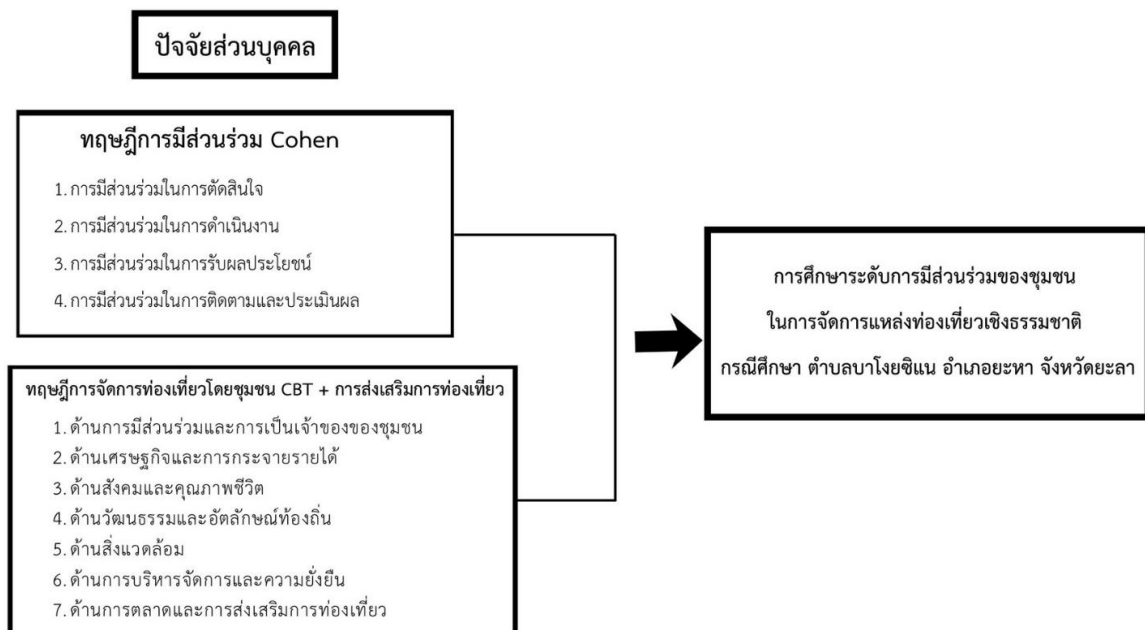 ปัจจัยส่วนบุคคล
ทฤษฎีการมีส่วนร่วม Cohen
1. การมีส่วนร่วมในการตัดสินใจ
2. การมีส่วนร่วมในการดำเนินงาน
3. การมีส่วนร่วมในการรับผลประโยชน์
4. การมีส่วนร่วมในการติดตามและประเมินผล
ทฤษฎีการจัดการท่องเที่ยวโดยชุมชน CBT + การส่งเสริมการท่องเที่ยว
1. ด้านการมีส่วนร่วมและการเป็นเจ้าของของชุมชน
2. ด้านเศรษฐกิจและการกระจายรายได้
3. ด้านสังคมและคุณภาพชีวิต
4. ด้านวัฒนธรรมและอัตลักษณ์ท้องถิ่น
5. ด้านสิ่งแวดล้อม
6. ด้านการบริหารจัดการและความยั่งยืน
7. ด้านการตลาดและการส่งเสริมการท่องเที่ยว
การศึกษาระดับการมีส่วนร่วมของชุมชน
ในการจัดการแหล่งท่องเที่ยวเชิงธรรมชาติ
กรณีศึกษา ตำบลบาโงยซิแน อำเภอยะหา จังหวัดยะลา